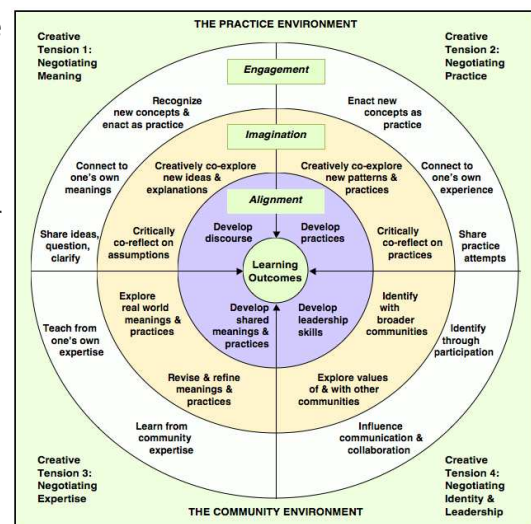 THE PRACTICE ENVIRONMENT
Creative
Tension 1:
Negotiating
Meaning
Creative
Tension 2:
Negotiating
Practice
Engagement
Recognize
new concepts &
enact as practice
Enact new
concepts as
practice
Imagination
Connect to
one's own
meanings
Creatively co-explore
new ideas &
explanations
Creatively co-explore
new patterns &
practices
Connect to
one's own
experience
Alignment
Share ideas,
question,
clarify
Critically
co-reflect on
assumptions
Develop
discourse
Develop
practices
Critically
co-reflect on
practices
Share
practice
attempts
Learning
Outcomes
Teach from
one's own
expertise
Explore
real world
meanings &
practices
Develop
shared
meanings &
practices
Develop
leadership
skills
Identify
with
broader
communities
Identify
through
participation
Revise & refine
meanings &
practices
Explore values
of & with other
communities
Learn from
community
expertise
Influence
communication &
collaboration
Creative
Tension 3:
Negotiating
Expertise
Creative
Tension 4:
Negotiating
Identity &
Leadership
THE COMMUNITY ENVIRONMENT